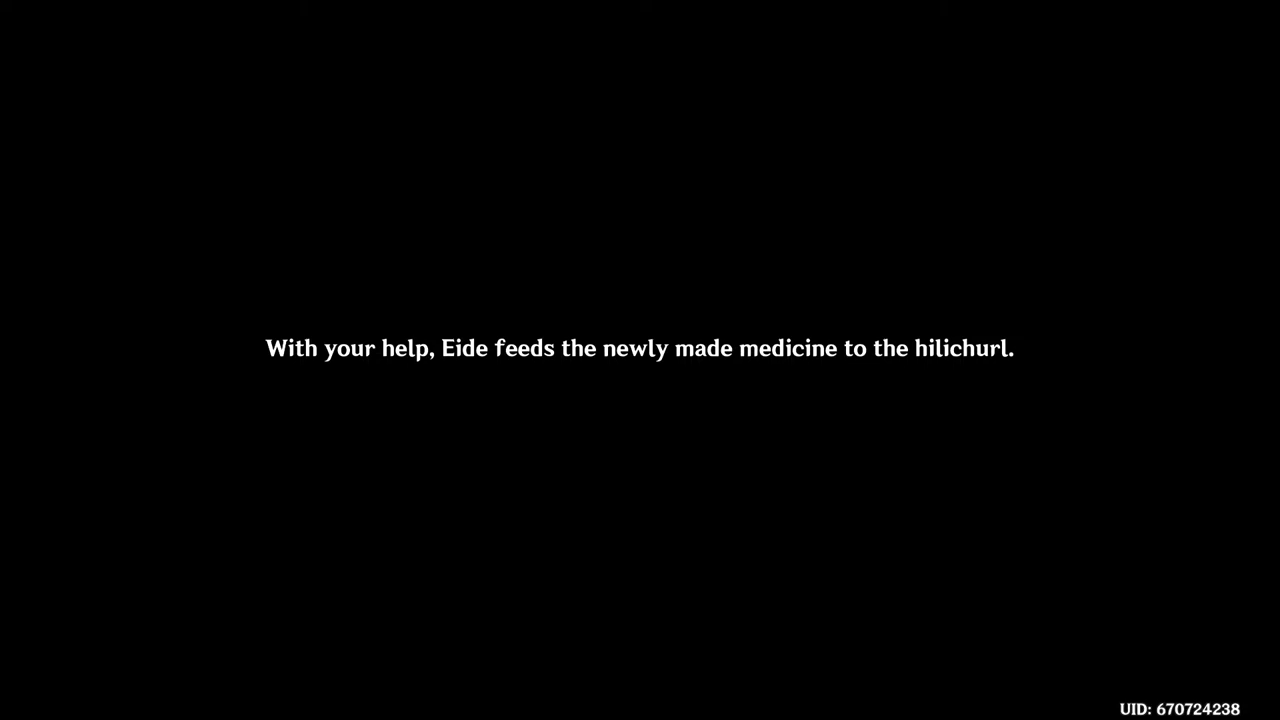 With your help, Eide feeds the newly made medicine to the hilichurl.
UID: 670724238